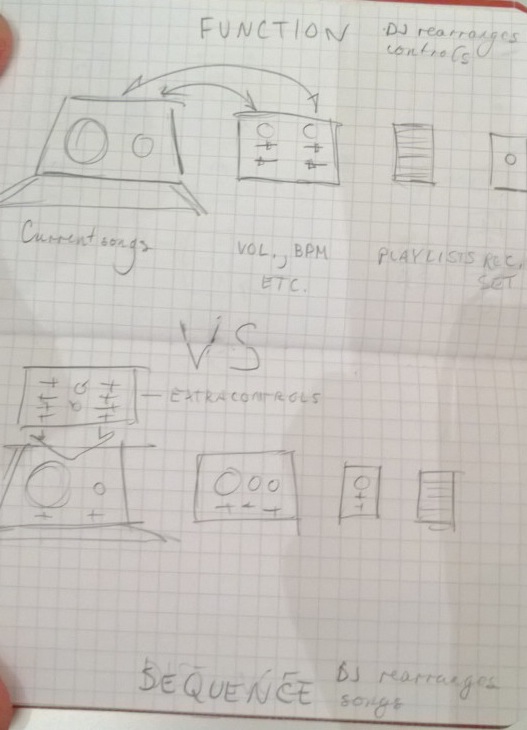 FUNCTION
DJ rearranges
controls
Current songs
VOL., BPM
ETC.
PLAYLISTS
REC.
SET
VS
EXTRA CONTROLS
SEQUENCE
DJ rearranges
songs